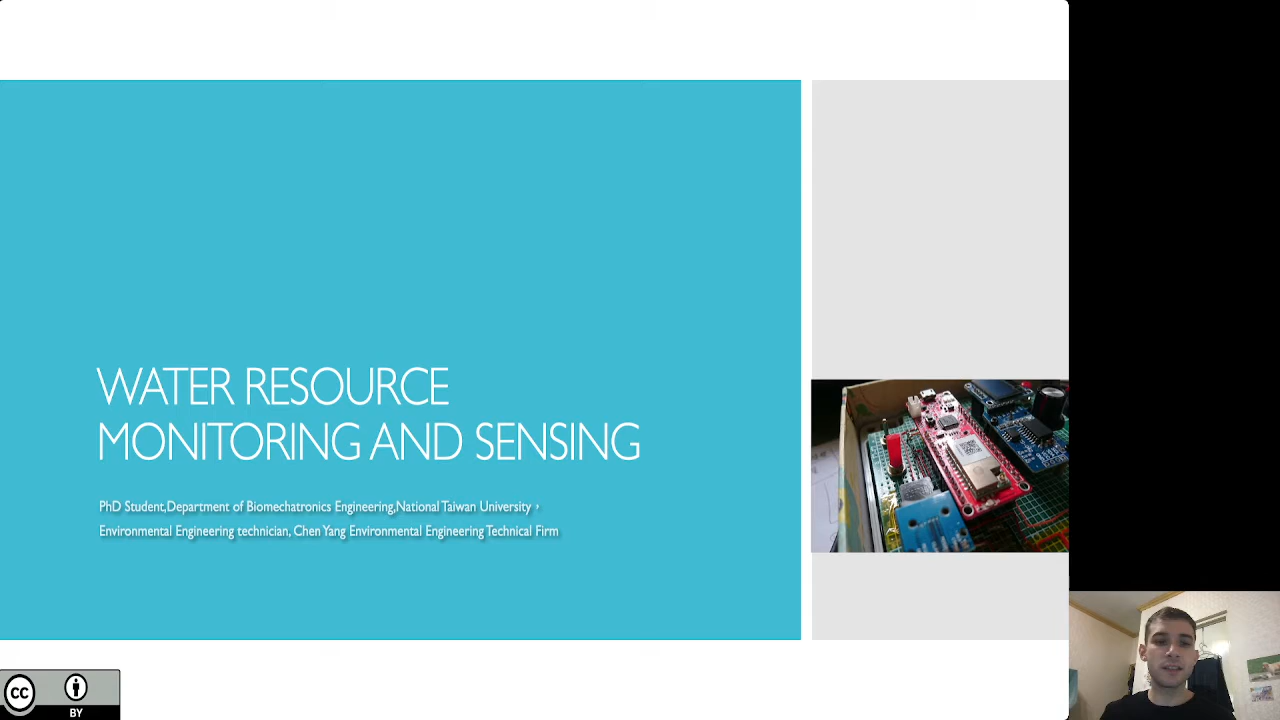 WATER RESOURCE
MONITORING AND SENSING
PhD Student,Department of Biomechatronics Engineering,National Taiwan University，
Environmental Engineering technician, Chen Yang Environmental Engineering Technical Firm
cc
BY